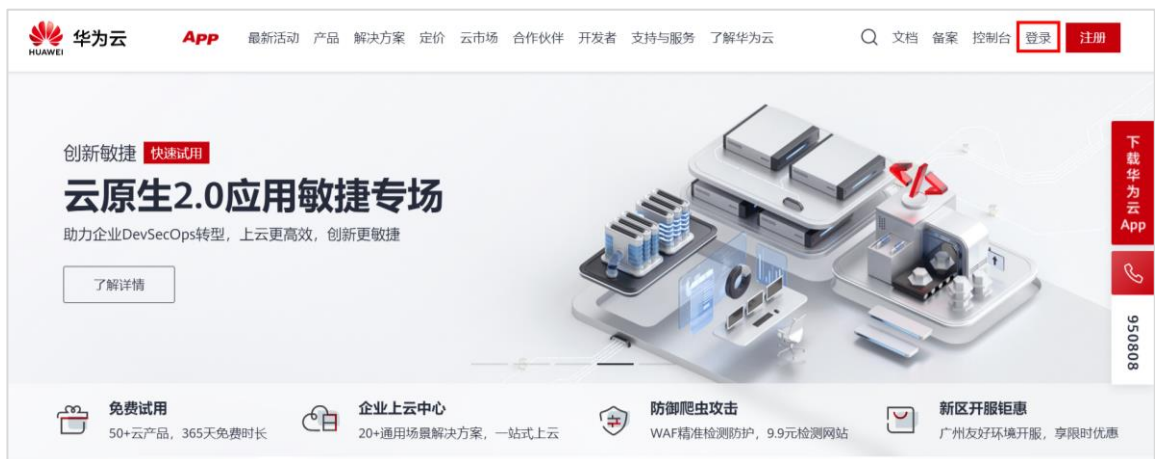 HUAWEI 华为云 App 最新活动 产品 解决方案 定价 云市场 合作伙伴 开发者 支持与服务 了解华为云 文档 备案 控制台 登录 注册
创新敏捷 快速试用
云原生2.0应用敏捷专场
助力企业DevSecOps转型，上云更高效，创新更敏捷
了解详情
下载华为云App
950808
免费试用
50+云产品，365天免费时长
企业上云中心
20+通用场景解决方案，一站式上云
防御爬虫攻击
WAF精准检测防护，9.9元检测网站
新区开服钜惠
广州友好环境开服，享限时优惠